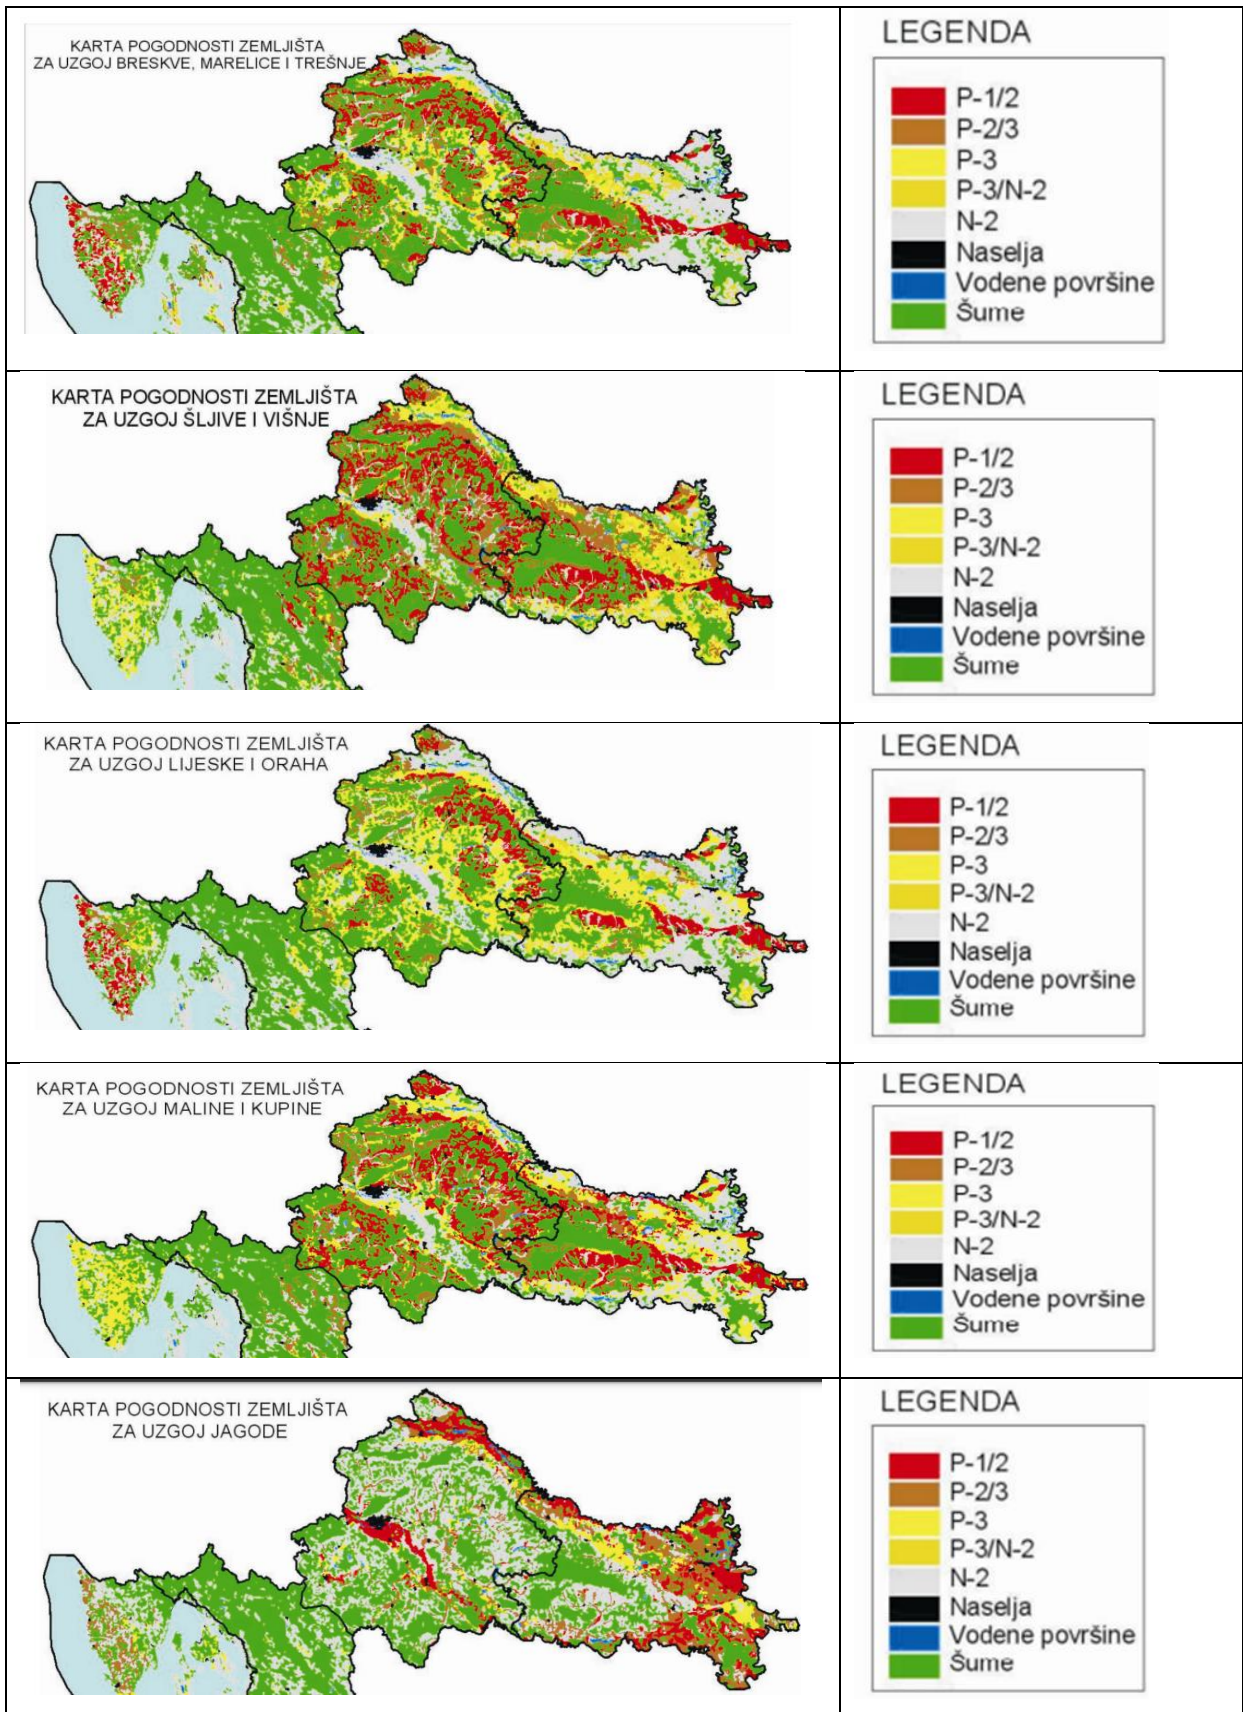 KARTA POGODNOSTI ZEMLJIŠTA
ZA UZGOJ BRESKVE, MARELICE I TREŠNJE
LEGENDA
P-1/2
P-2/3
P-3
P-3/N-2
N-2
Naselja
Vodene površine
Šume
KARTA POGODNOSTI ZEMLJIŠTA
ZA UZGOJ ŠLJIVE I VIŠNJE
LEGENDA
P-1/2
P-2/3
P-3
P-3/N-2
N-2
Naselja
Vodene površine
Šume
KARTA POGODNOSTI ZEMLJIŠTA
ZA UZGOJ LIJESKE I ORAHA
LEGENDA
P-1/2
P-2/3
P-3
P-3/N-2
N-2
Naselja
Vodene površine
Šume
KARTA POGODNOSTI ZEMLJIŠTA
ZA UZGOJ MALINE I KUPINE
LEGENDA
P-1/2
P-2/3
P-3
P-3/N-2
N-2
Naselja
Vodene površine
Šume
KARTA POGODNOSTI ZEMLJIŠTA
ZA UZGOJ JAGODE
LEGENDA
P-1/2
P-2/3
P-3
P-3/N-2
N-2
Naselja
Vodene površine
Šume